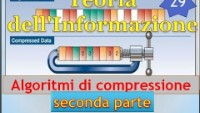 Teoria
29
dell'Informazione
Compressed Data
Algoritmi di compressione
seconda parte